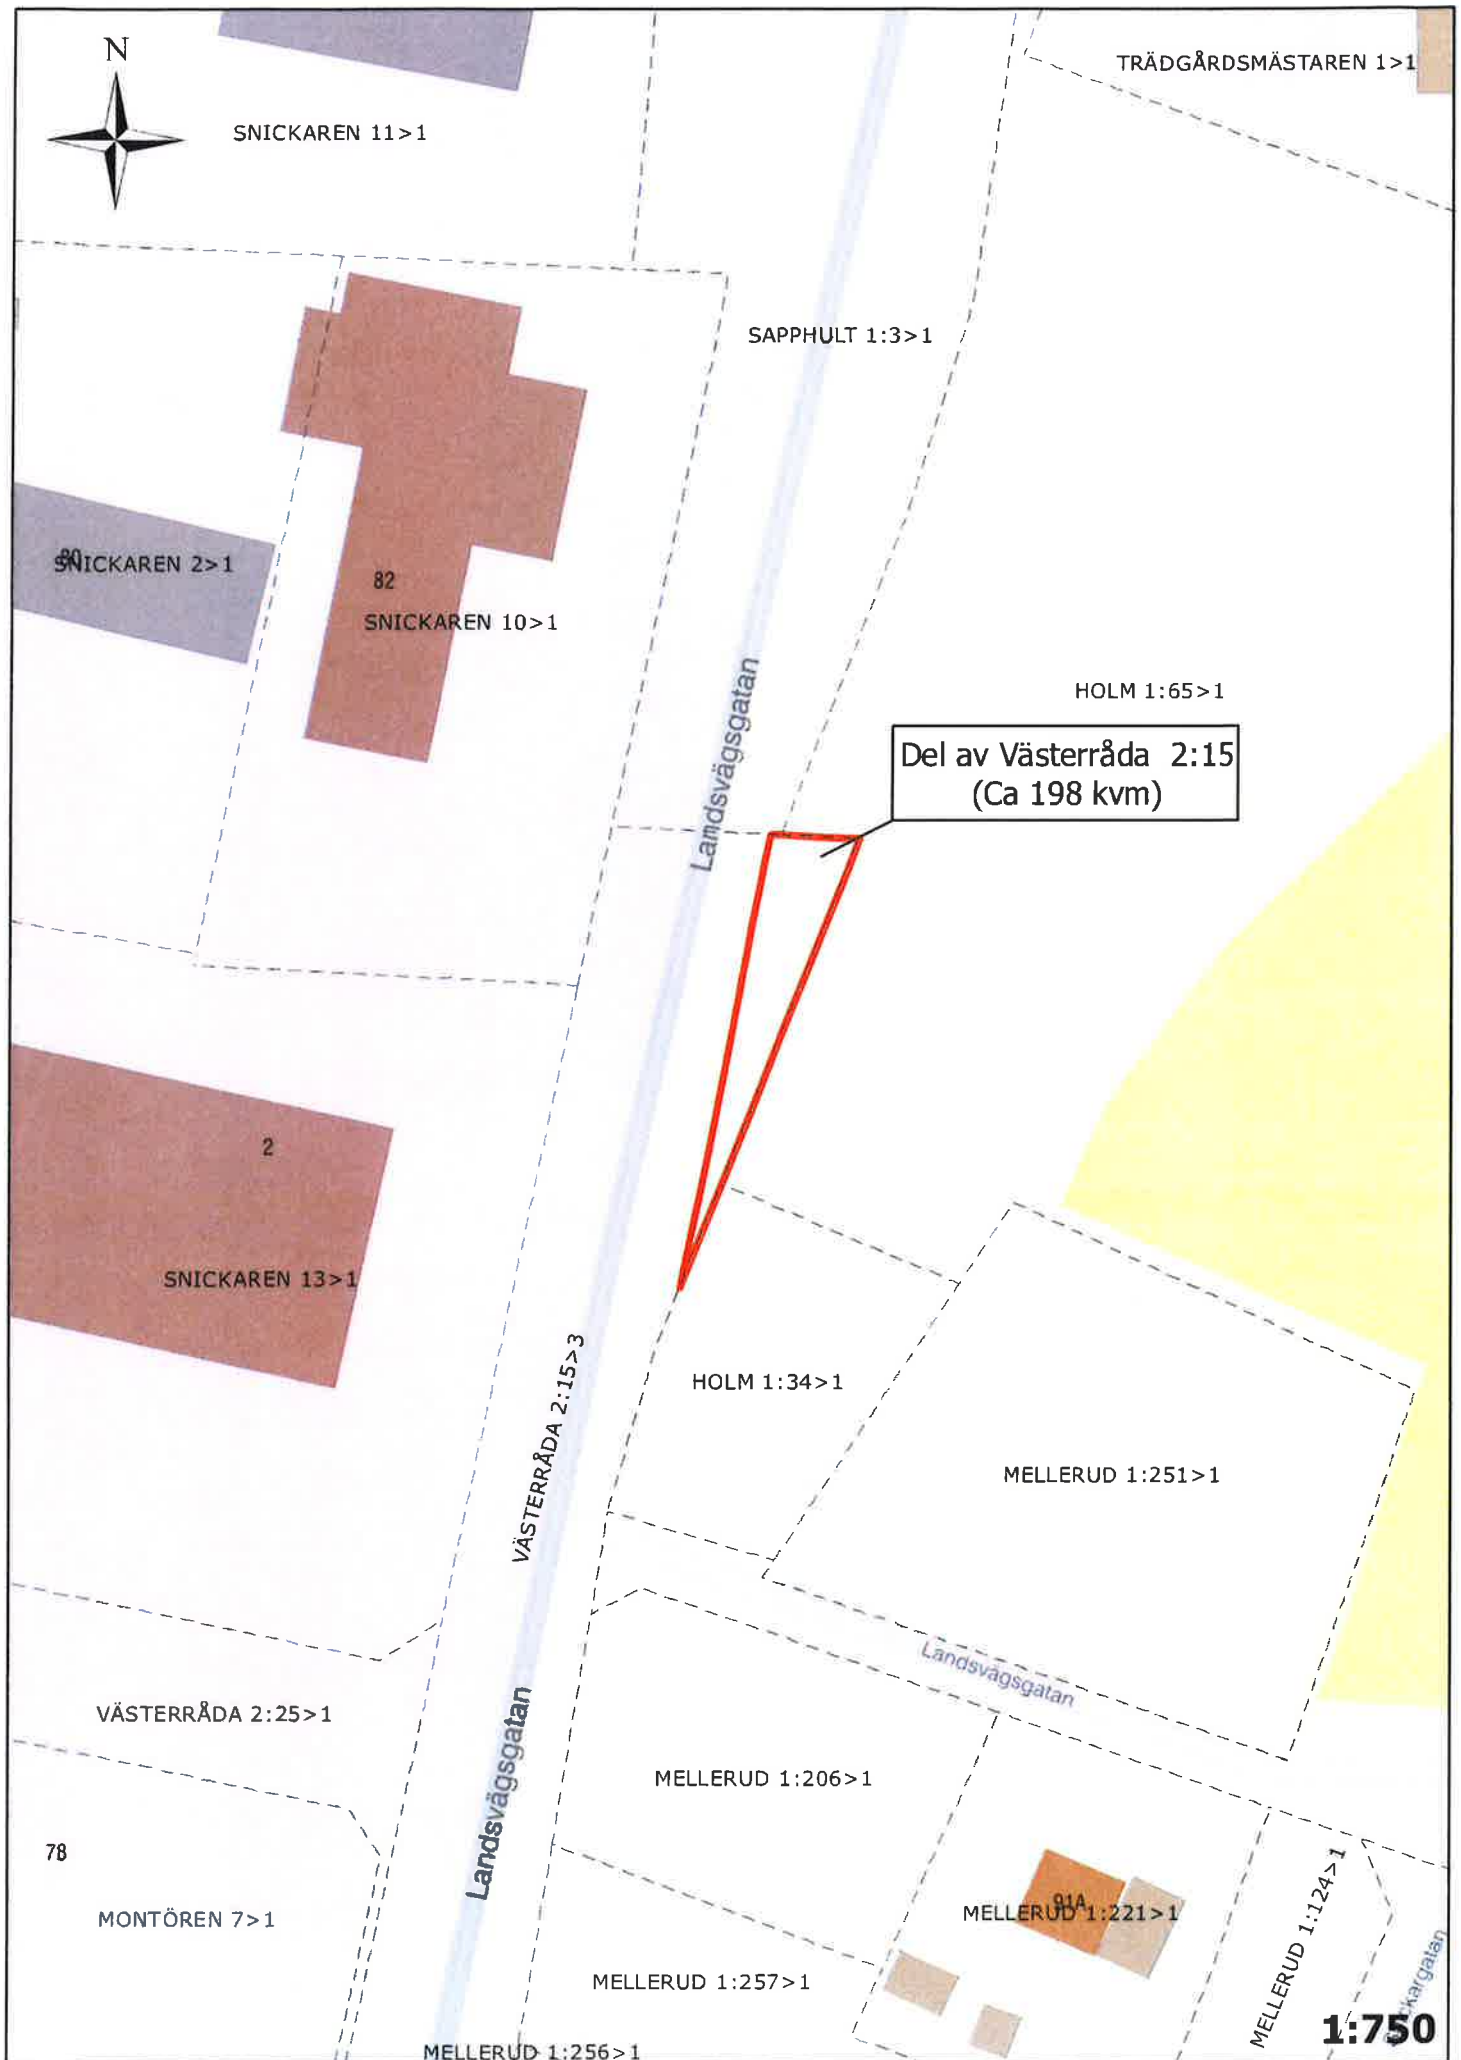 N
TRÄDGÅRDSMÄSTAREN 1>1
SNICKAREN 11>1
SAPPHULT 1:3>1
80
SNICKAREN 2>1
82
SNICKAREN 10>1
Landsvägsgatan
HOLM 1:65>1
Del av Västerråda 2:15
(Ca 198 kvm)
2
SNICKAREN 13>1
VÄSTERRÅDA 2:15>3
HOLM 1:34>1
MELLERUD 1:251>1
Landsvägsgatan
VÄSTERRÅDA 2:25>1
Landsvägsgatan
MELLERUD 1:206>1
78
MONTÖREN 7>1
91A
MELLERUD 1:221>1
MELLERUD 1:124>1
MELLERUD 1:257>1
MELLERUD 1:256>1
1:750